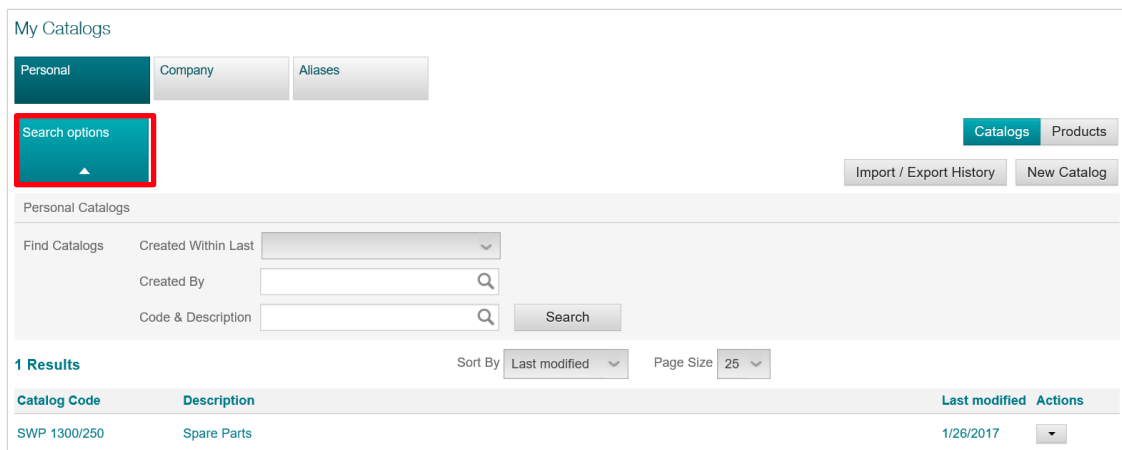 My Catalogs
Personal Company Aliases
Search options
Catalogs Products
Import / Export History New Catalog
Personal Catalogs
Find Catalogs Created Within Last
Created By
Code & Description Search
1 Results Sort By Last modified Page Size 25
Catalog Code Description Last modified Actions
SWP 1300/250 Spare Parts 1/26/2017